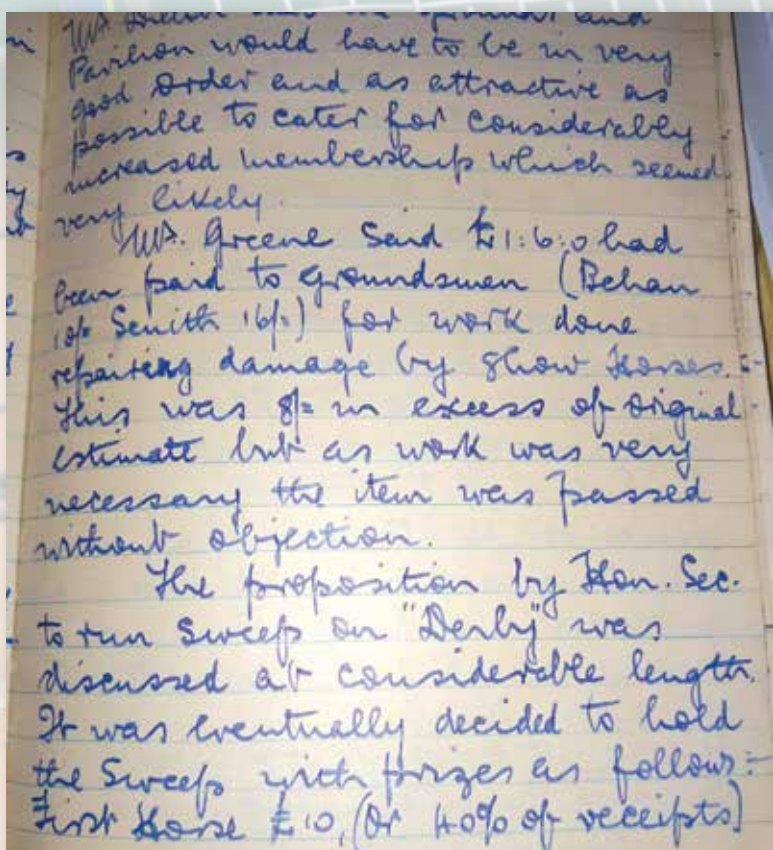 Mr. said the grounds and
Pavilion would have to be in very
good order and as attractive as
possible to cater for considerably
increased membership which seemed
very likely.
Mr. Greene said £1:6:0 had
been paid to groundsmen (Behan
10/= Smith 16/=) for work done
repairing damage by show Horses.
This was 8/= in excess of original
estimate but as work was very
necessary the item was passed
without objection.
The proposition by Hon. Sec.
to run Sweep on "Derby" was
discussed at considerable length.
It was eventually decided to hold
the Sweep with prizes as follows:-
First Horse £10, (or 40% of receipts)